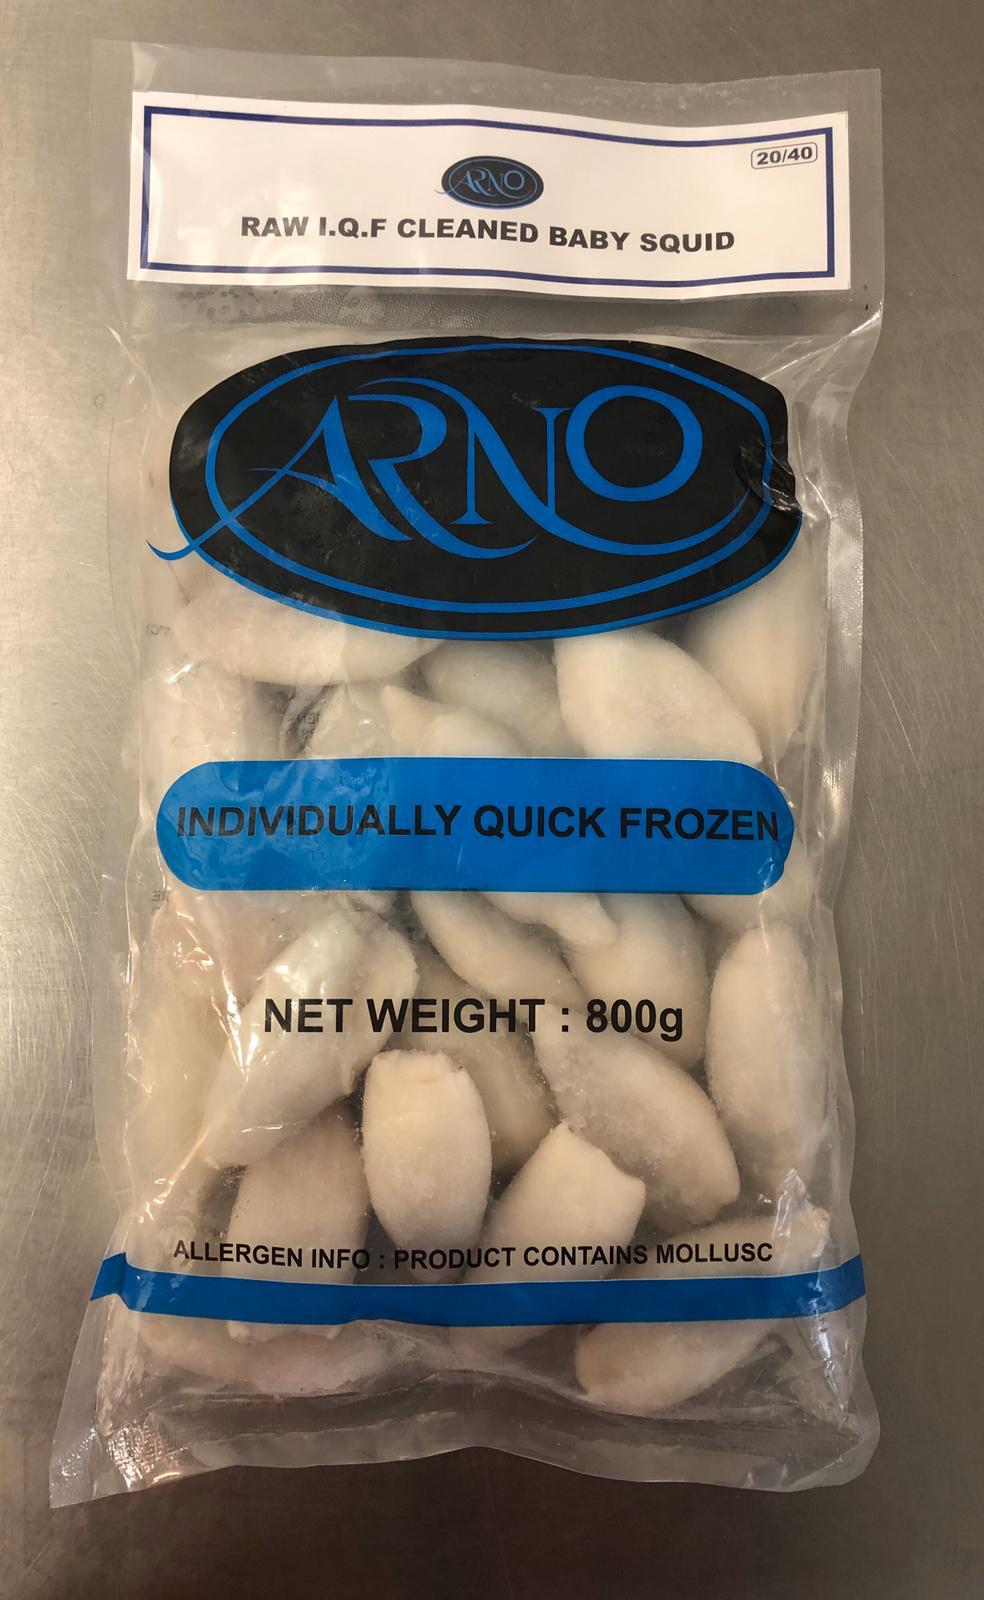 20/40
ARNO
RAW I.Q.F CLEANED BABY SQUID
ARNO
INDIVIDUALLY QUICK FROZEN
NET WEIGHT : 800g
ALLERGEN INFO : PRODUCT CONTAINS MOLLUSC